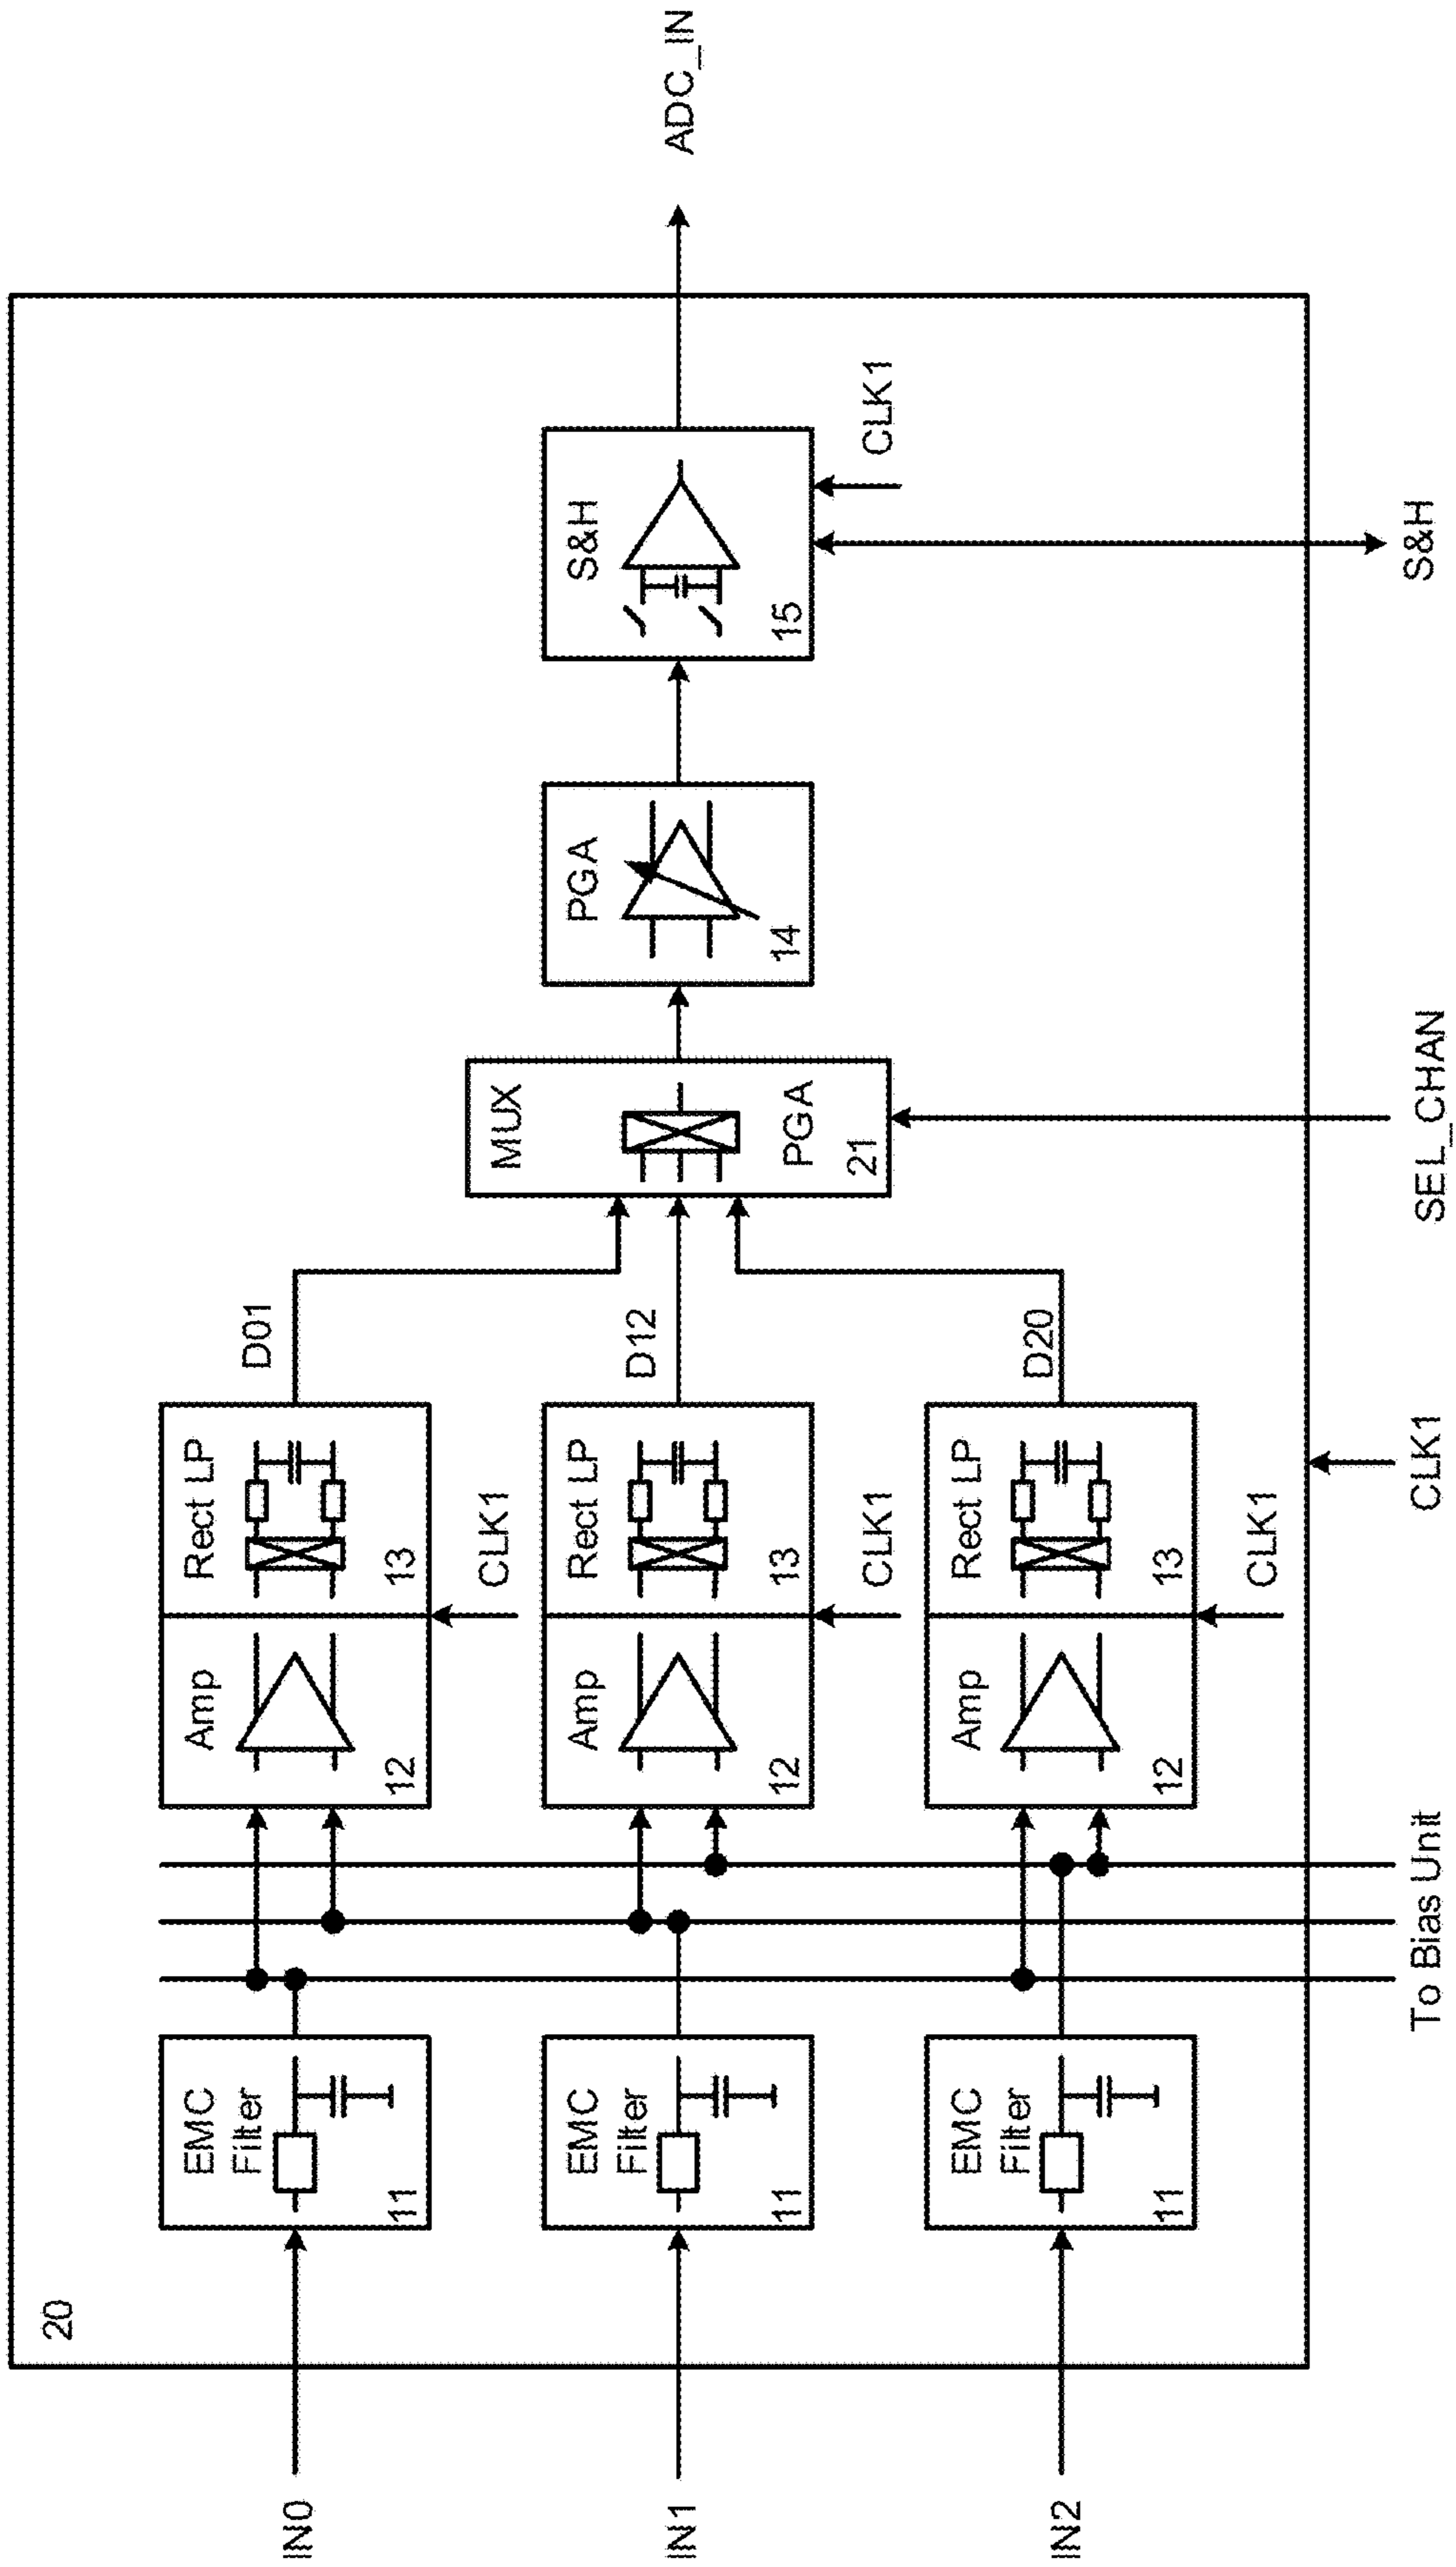 20
IN0
EMC
Filter
11
Amp
12
Rect LP
13
CLK1
D01
IN1
EMC
Filter
11
Amp
12
Rect LP
13
CLK1
D12
IN2
EMC
Filter
11
Amp
12
Rect LP
13
CLK1
D20
MUX
PGA
21
PGA
14
S&H
15
CLK1
ADC_IN
To Bias Unit
CLK1
SEL_CHAN
S&H